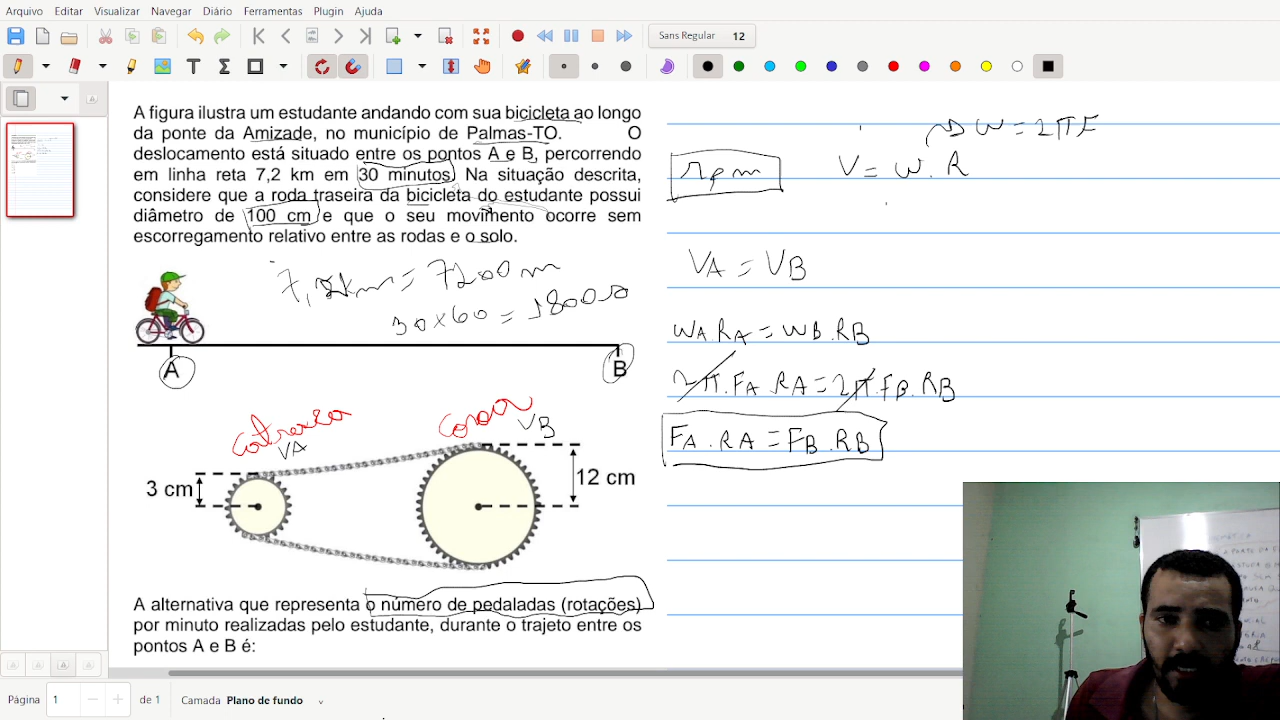 Arquivo Editar Visualizar Navegar Diário Ferramentas Plugin Ajuda
Sans Regular 12
A figura ilustra um estudante andando com sua bicicleta ao longo
da ponte da Amizade, no município de Palmas-TO. O
deslocamento está situado entre os pontos A e B, percorrendo
em linha reta 7,2 km em 30 minutos. Na situação descrita,
considere que a roda traseira da bicicleta do estudante possui
diâmetro de 100 cm e que o seu movimento ocorre sem
escorregamento relativo entre as rodas e o solo.
7,2km = 7200m
30×60 = 1800s
A B
catraca
VA
coroa
VB
3 cm
12 cm
A alternativa que representa o número de pedaladas (rotações)
por minuto realizadas pelo estudante, durante o trajeto entre os
pontos A e B é:
W = 2πF
rpm
V = W.R
VA = VB
WA.RA = WB.RB
2π.FA.RA = 2π.FB.RB
FA.RA = FB.RB
Página 1 de 1 Camada Plano de fundo